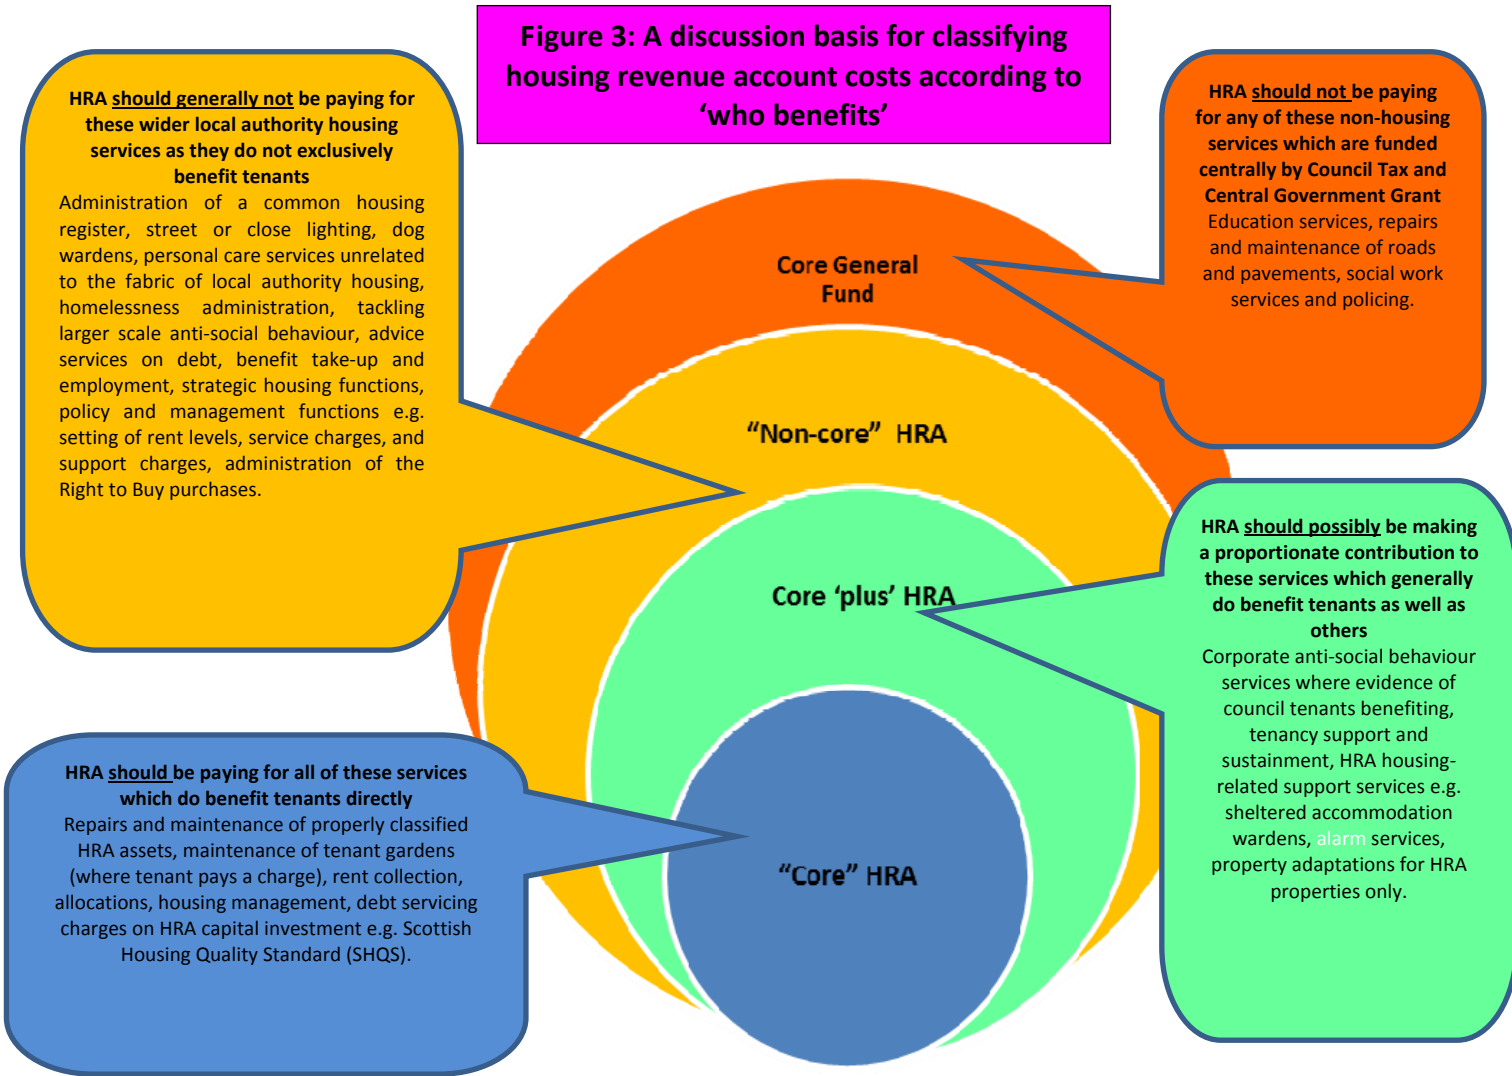 Figure 3: A discussion basis for classifying
housing revenue account costs according to
‘who benefits’
HRA should generally not be paying for
these wider local authority housing
services as they do not exclusively
benefit tenants
Administration of a common housing
register, street or close lighting, dog
wardens, personal care services unrelated
to the fabric of local authority housing,
homelessness administration, tackling
larger scale anti-social behaviour, advice
services on debt, benefit take-up and
employment, strategic housing functions,
policy and management functions e.g.
setting of rent levels, service charges, and
support charges, administration of the
Right to Buy purchases.
HRA should not be paying
for any of these non-housing
services which are funded
centrally by Council Tax and
Central Government Grant
Education services, repairs
and maintenance of roads
and pavements, social work
services and policing.
Core General
Fund
“Non-core” HRA
Core ‘plus’ HRA
“Core” HRA
HRA should possibly be making
a proportionate contribution to
these services which generally
do benefit tenants as well as
others
Corporate anti-social behaviour
services where evidence of
council tenants benefiting,
tenancy support and
sustainment, HRA housing-
related support services e.g.
sheltered accommodation
wardens, alarm services,
property adaptations for HRA
properties only.
HRA should be paying for all of these services
which do benefit tenants directly
Repairs and maintenance of properly classified
HRA assets, maintenance of tenant gardens
(where tenant pays a charge), rent collection,
allocations, housing management, debt servicing
charges on HRA capital investment e.g. Scottish
Housing Quality Standard (SHQS).